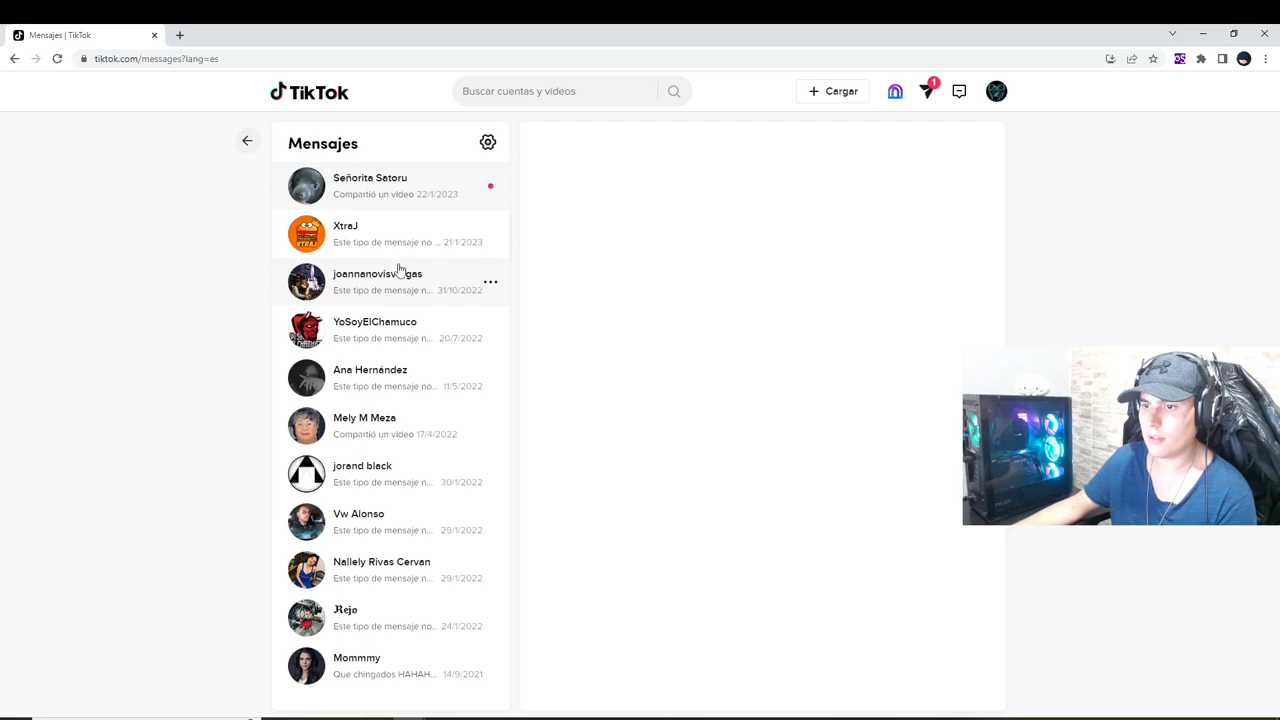 Mensajes | TikTok
tiktok.com/messages?lang=es
TikTok
Buscar cuentas y videos
Cargar
1
Mensajes
Señorita Satoru
Compartió un video 22/1/2023
XtraJ
Este tipo de mensaje no ... 21/1/2023
Este tipo de mensaje n... 31/10/2022
YoSoyElChamuco
Este tipo de mensaje n... 20/7/2022
Ana Hernández
Este tipo de mensaje no... 11/5/2022
Mely M Meza
Compartió un video 17/4/2022
jorand black
Este tipo de mensaje n... 30/1/2022
Vw Alonso
Este tipo de mensaje n... 29/1/2022
Nallely Rivas Cervan
Este tipo de mensaje n... 29/1/2022
𝕽𝖊𝖏𝖔
Este tipo de mensaje no... 24/1/2022
Mommmy
Que chingados HAHAH... 14/9/2021